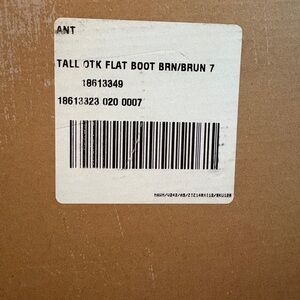 ANT
TALL OTK FLAT BOOT BRN/BRUN 7
18613349
18613323 020 0007